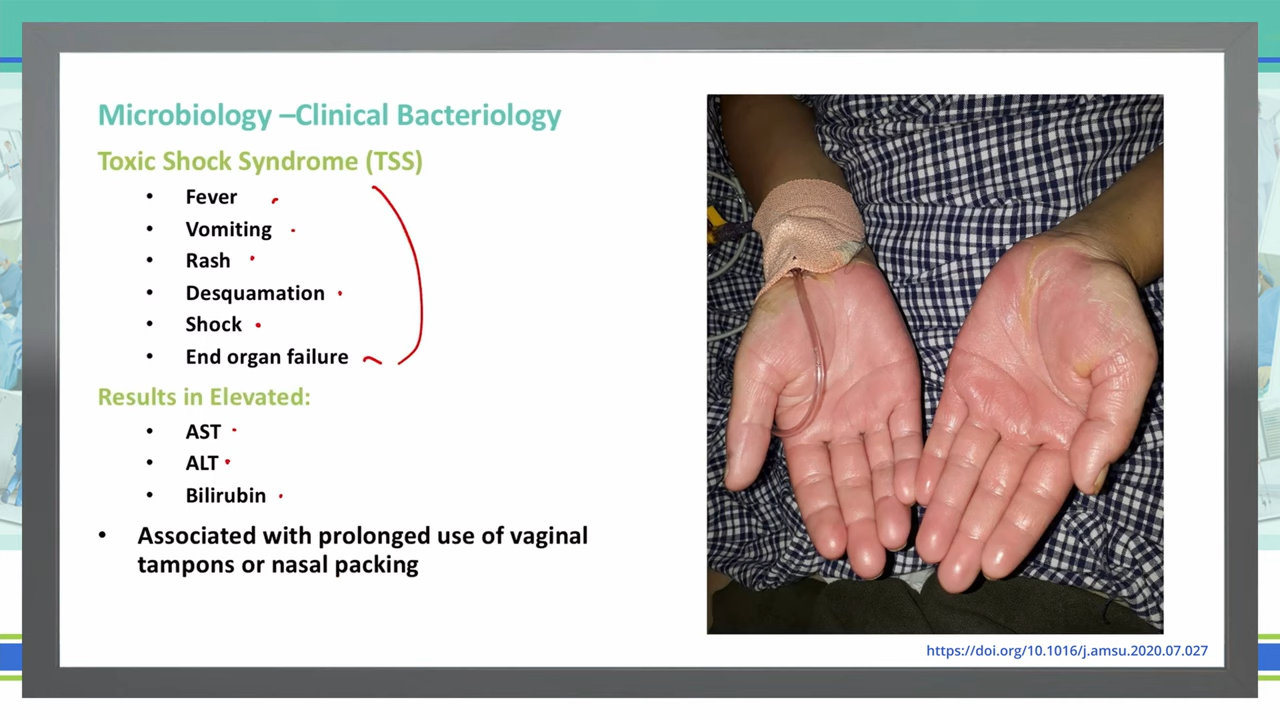 Microbiology –Clinical Bacteriology
Toxic Shock Syndrome (TSS)
• Fever
• Vomiting
• Rash
• Desquamation
• Shock
• End organ failure
Results in Elevated:
• AST
• ALT
• Bilirubin
• Associated with prolonged use of vaginal
tampons or nasal packing
https://doi.org/10.1016/j.amsu.2020.07.027